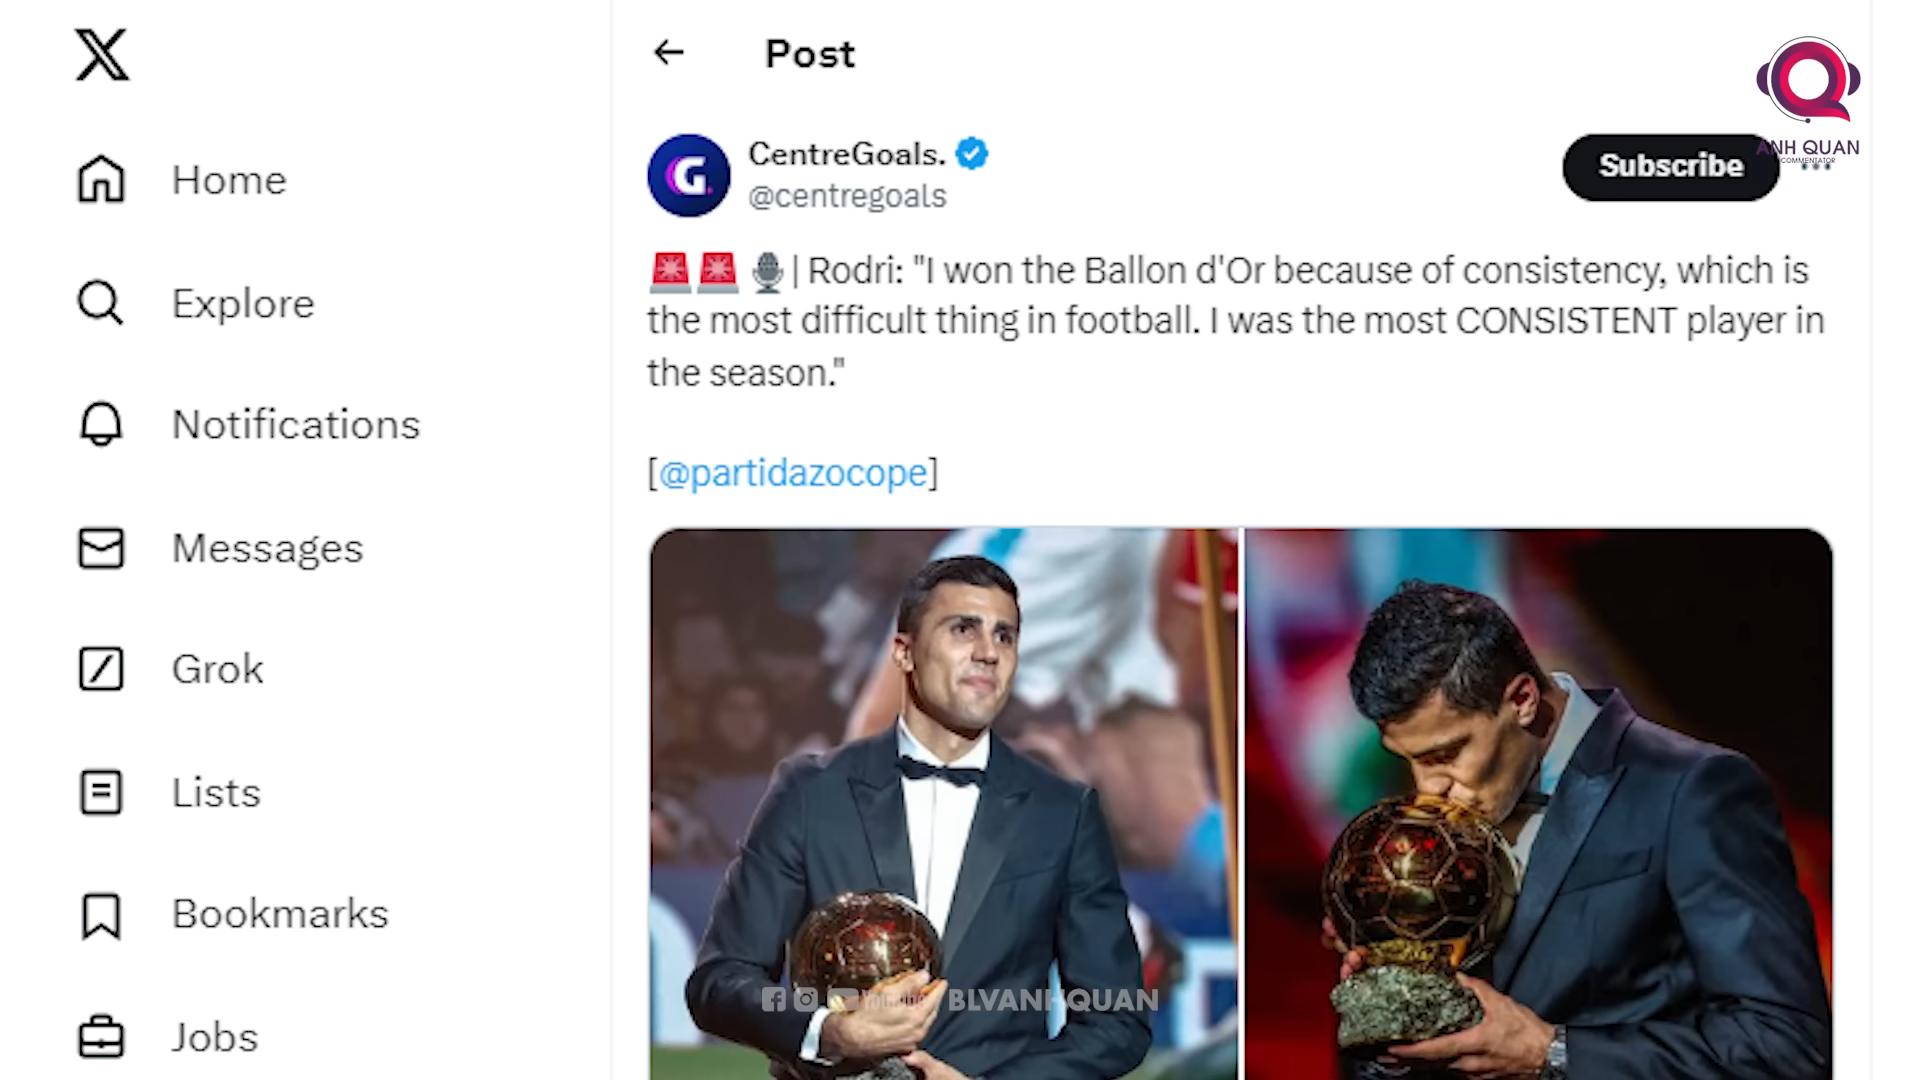 Post
ANH QUAN
COMMENTATOR
CentreGoals.
@centregoals
Subscribe
| Rodri: "I won the Ballon d'Or because of consistency, which is
the most difficult thing in football. I was the most CONSISTENT player in
the season."
[@partidazocope]
Home
Explore
Notifications
Messages
Grok
Lists
Bookmarks
Jobs
BLVANHQUAN